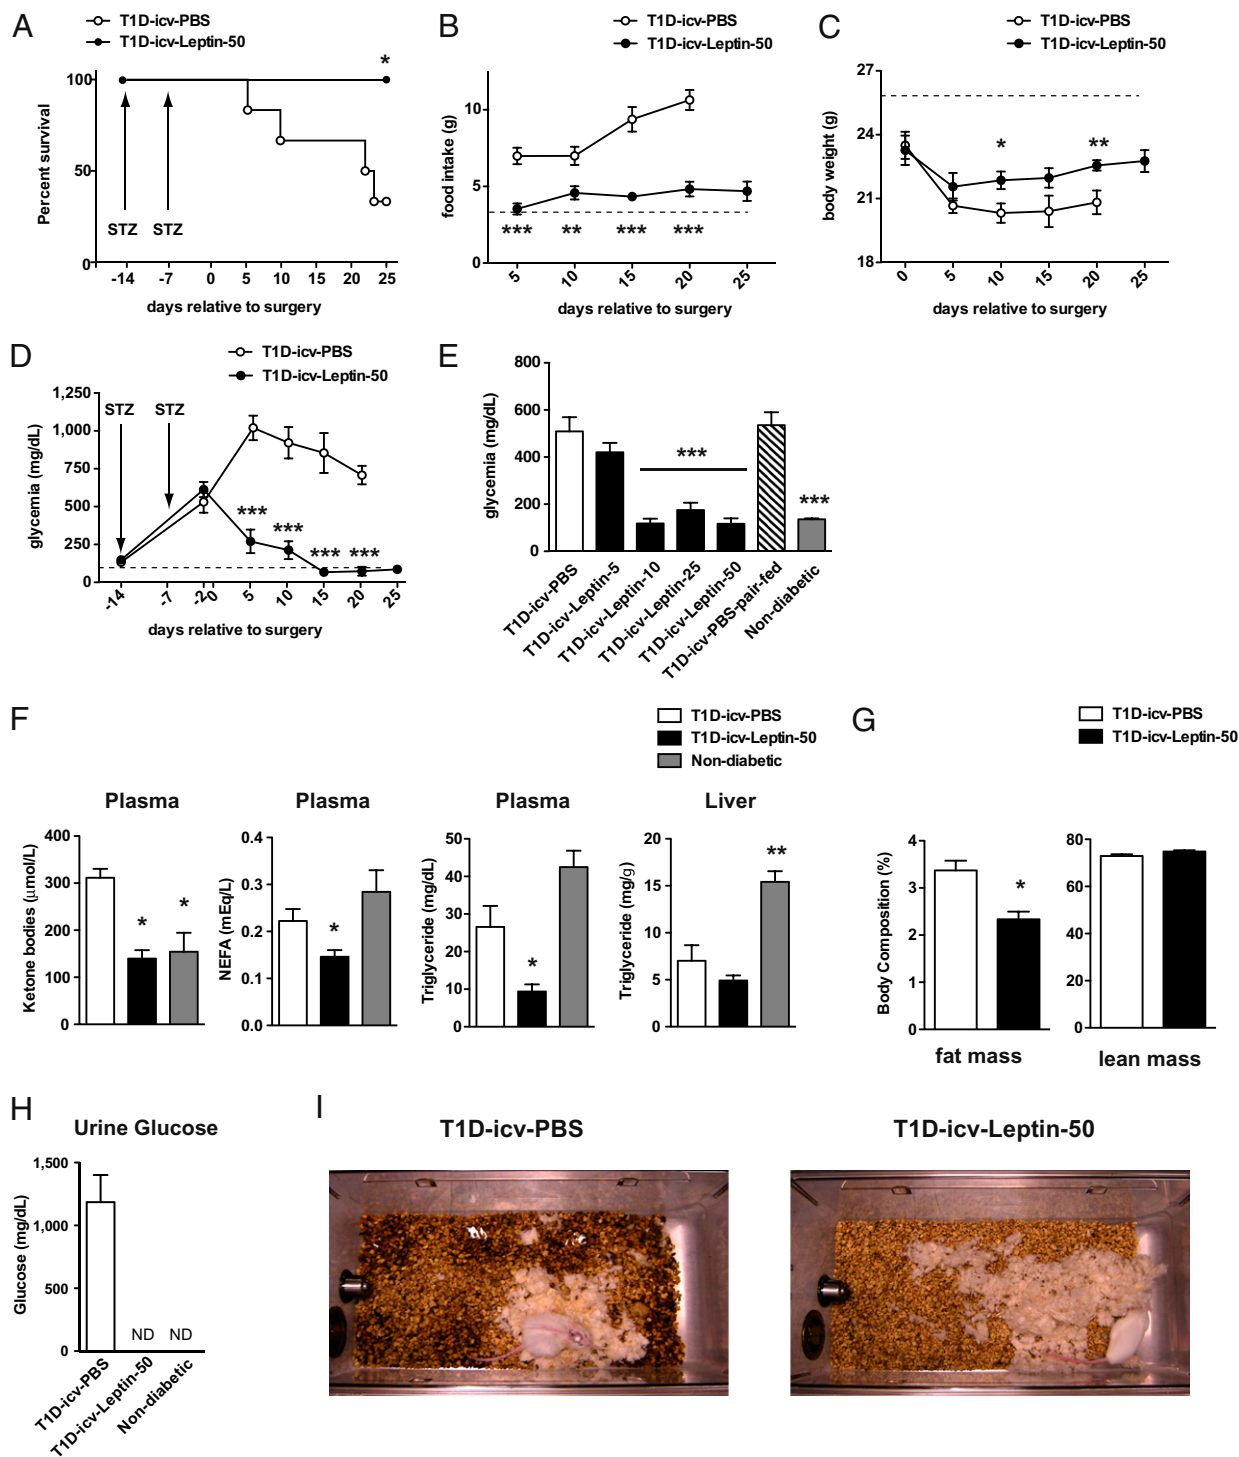 A
T1D-icv-PBS
T1D-icv-Leptin-50
*
100
50
0
Percent survival
STZ
STZ
-14 -7 0 5 10 15 20 25
days relative to surgery
B
T1D-icv-PBS
T1D-icv-Leptin-50
10
5
0
food intake (g)
*** ** *** ***
5 10 15 20 25
days relative to surgery
C
T1D-icv-PBS
T1D-icv-Leptin-50
27
24
21
18
body weight (g)
* **
0 5 10 15 20 25
days relative to surgery
D
T1D-icv-PBS
T1D-icv-Leptin-50
1,250
1,000
750
500
250
0
glycemia (mg/dL)
STZ STZ
*** *** *** ***
-14 -7 -2 0 5 10 15 20 25
days relative to surgery
E
800
600
400
200
0
glycemia (mg/dL)
***
***
T1D-icv-PBS
T1D-icv-Leptin-5
T1D-icv-Leptin-10
T1D-icv-Leptin-25
T1D-icv-Leptin-50
T1D-icv-PBS-pair-fed
Non-diabetic
F
T1D-icv-PBS
T1D-icv-Leptin-50
Non-diabetic
Plasma
400
300
200
100
0
Ketone bodies (µmol/L)
* *
Plasma
0.4
0.3
0.2
0.1
0.0
NEFA (mEq/L)
*
Plasma
50
40
30
20
10
0
Triglyceride (mg/dL)
*
Liver
20
15
10
5
0
Triglyceride (mg/g)
**
G
T1D-icv-PBS
T1D-icv-Leptin-50
4
3
2
1
0
Body Composition (%)
*
fat mass
80
60
40
20
0
lean mass
H
Urine Glucose
1,500
1,000
500
0
Glucose (mg/dL)
ND ND
T1D-icv-PBS
T1D-icv-Leptin-50
Non-diabetic
I
T1D-icv-PBS
T1D-icv-Leptin-50